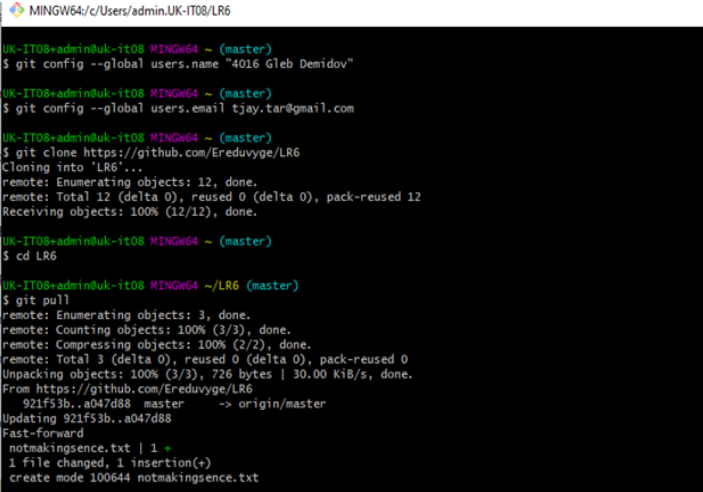 MINGW64:/c/Users/admin.UK-IT08/LR6
UK-IT08+admin@uk-it08 MINGW64 ~ (master)
$ git config --global users.name "4016 Gleb Demidov"
UK-IT08+admin@uk-it08 MINGW64 ~ (master)
$ git config --global users.email tjay.tar@gmail.com
UK-IT08+admin@uk-it08 MINGW64 ~ (master)
$ git clone https://github.com/Ereduvyge/LR6
Cloning into 'LR6'...
remote: Enumerating objects: 12, done.
remote: Total 12 (delta 0), reused 0 (delta 0), pack-reused 12
Receiving objects: 100% (12/12), done.
UK-IT08+admin@uk-it08 MINGW64 ~ (master)
$ cd LR6
UK-IT08+admin@uk-it08 MINGW64 ~/LR6 (master)
$ git pull
remote: Enumerating objects: 3, done.
remote: Counting objects: 100% (3/3), done.
remote: Compressing objects: 100% (2/2), done.
remote: Total 3 (delta 0), reused 0 (delta 0), pack-reused 0
Unpacking objects: 100% (3/3), 726 bytes | 30.00 KiB/s, done.
From https://github.com/Ereduvyge/LR6
921f53b..a047d88 master -> origin/master
Updating 921f53b..a047d88
Fast-forward
notmakingsence.txt | 1 +
1 file changed, 1 insertion(+)
create mode 100644 notmakingsence.txt